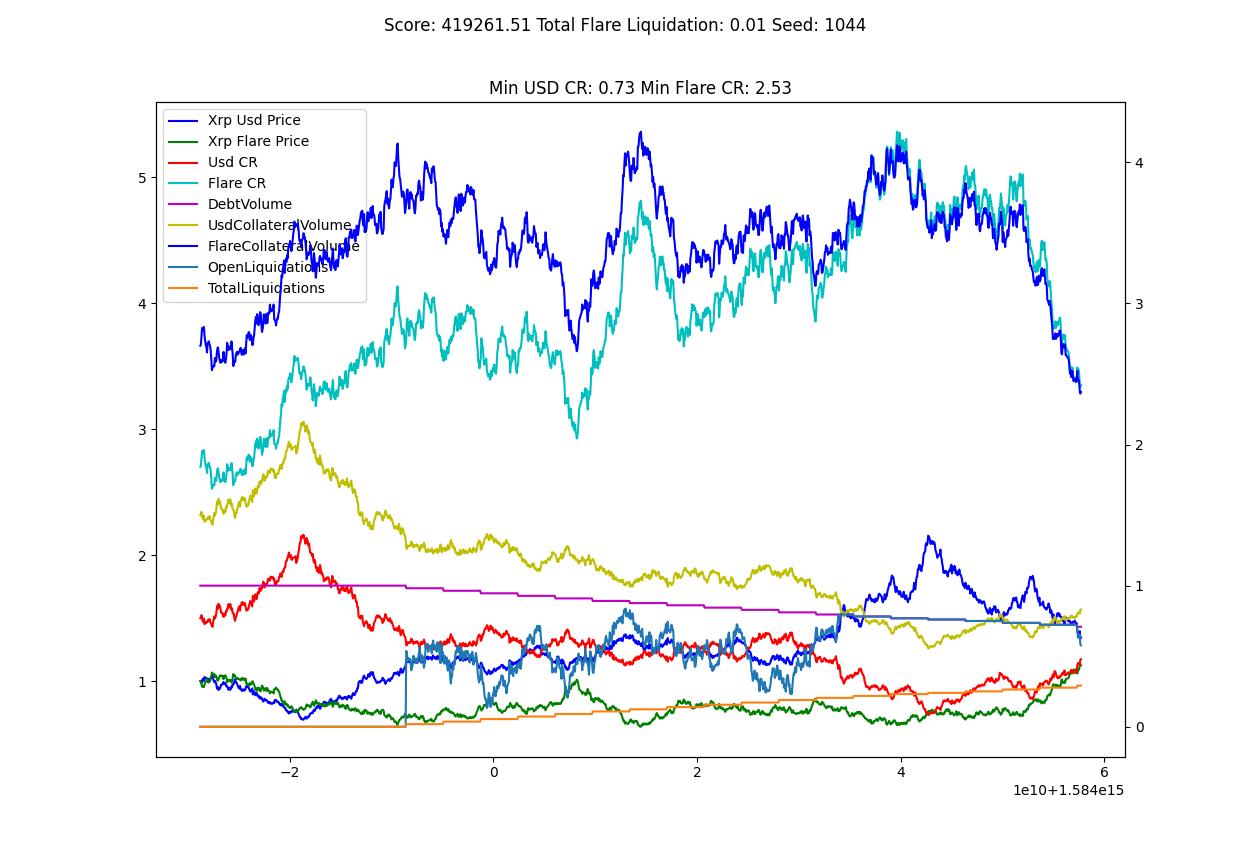 Score: 419261.51 Total Flare Liquidation: 0.01 Seed: 1044
Min USD CR: 0.73 Min Flare CR: 2.53
Xrp Usd Price
Xrp Flare Price
Usd CR
Flare CR
DebtVolume
UsdCollateralVolume
FlareCollateralVolume
OpenLiquidations
TotalLiquidations
5
4
3
2
1
4
3
2
1
0
−2
0
2
4
6
1e10+1.584e15